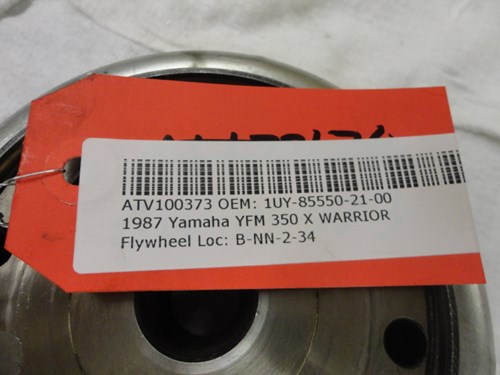 ATV100373 OEM: 1UY-85550-21-00
1987 Yamaha YFM 350 X WARRIOR
Flywheel Loc: B-NN-2-34